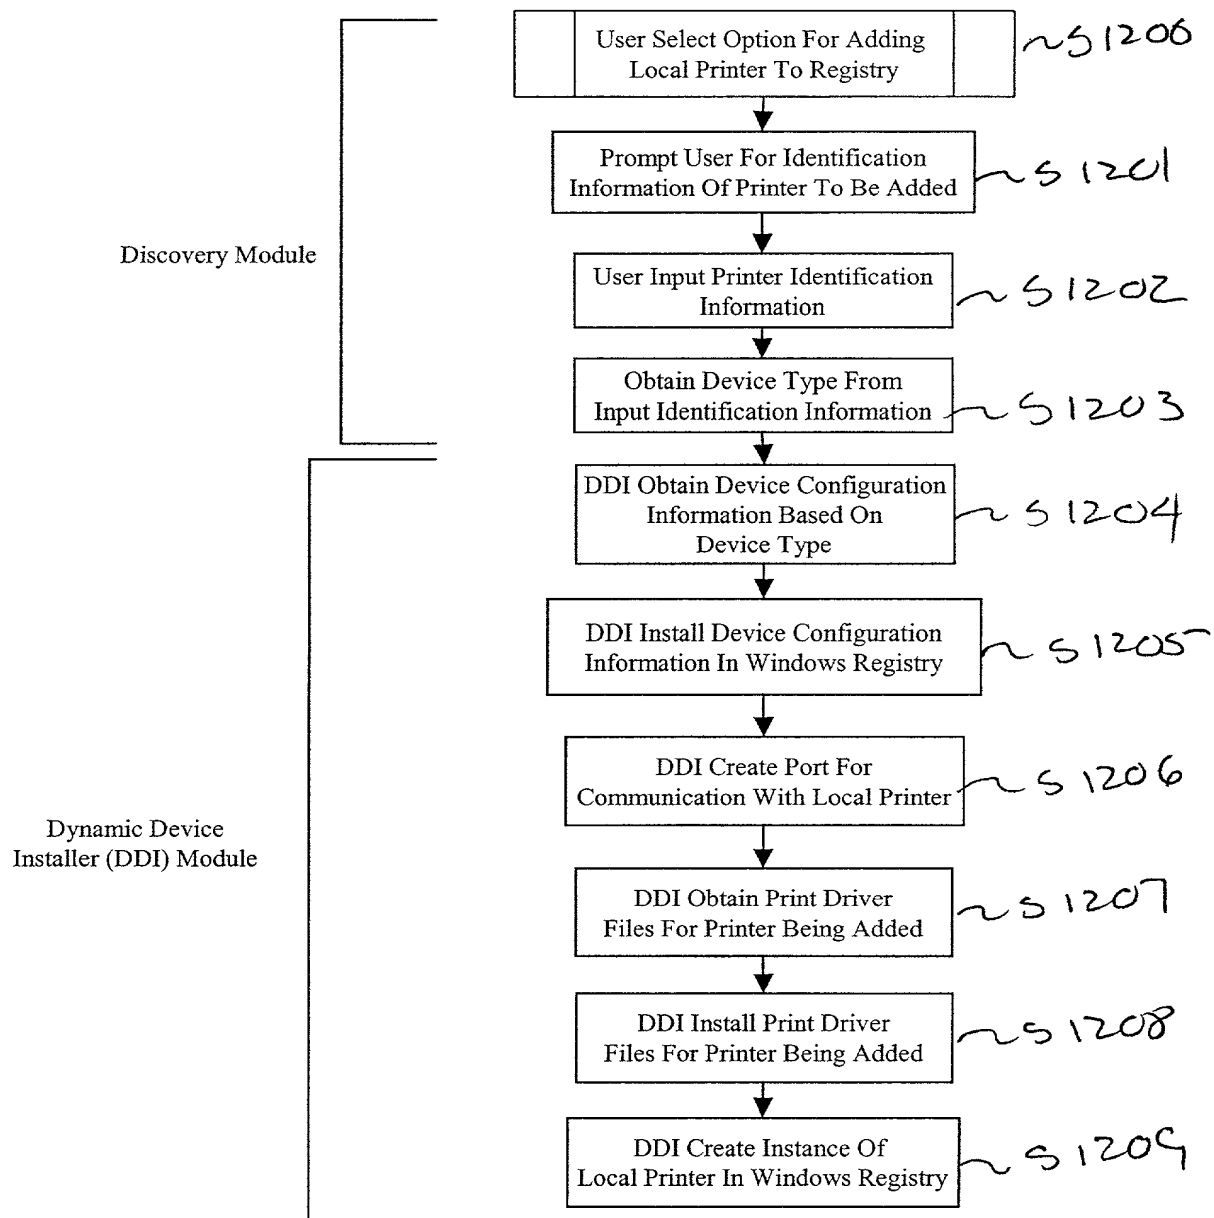 User Select Option For Adding
Local Printer To Registry
S1200
Prompt User For Identification
Information Of Printer To Be Added
S1201
Discovery Module
User Input Printer Identification
Information
S1202
Obtain Device Type From
Input Identification Information
S1203
DDI Obtain Device Configuration
Information Based On
Device Type
S1204
DDI Install Device Configuration
Information In Windows Registry
S1205
DDI Create Port For
Communication With Local Printer
S1206
Dynamic Device
Installer (DDI) Module
DDI Obtain Print Driver
Files For Printer Being Added
S1207
DDI Install Print Driver
Files For Printer Being Added
S1208
DDI Create Instance Of
Local Printer In Windows Registry
S1209